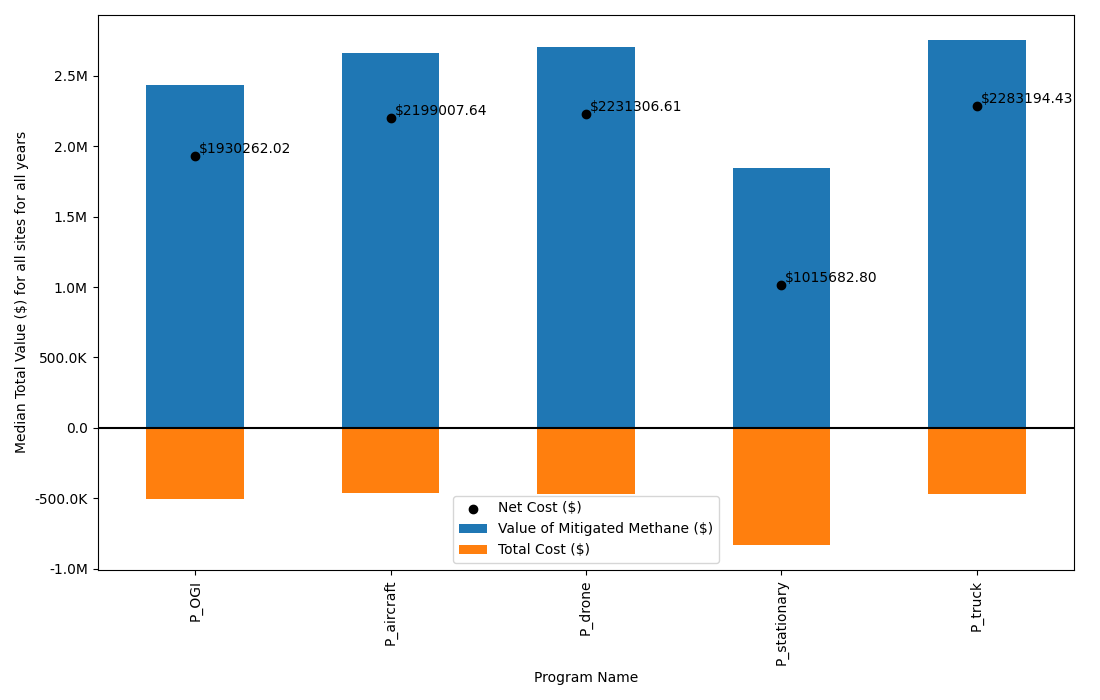 Median Total Value ($) for all sites for all years
2.5M
2.0M
1.5M
1.0M
500.0K
0.0
-500.0K
-1.0M
$1930262.02
$2199007.64
$2231306.61
$1015682.80
$2283194.43
Net Cost ($)
Value of Mitigated Methane ($)
Total Cost ($)
P_OGI
P_aircraft
P_drone
P_stationary
P_truck
Program Name